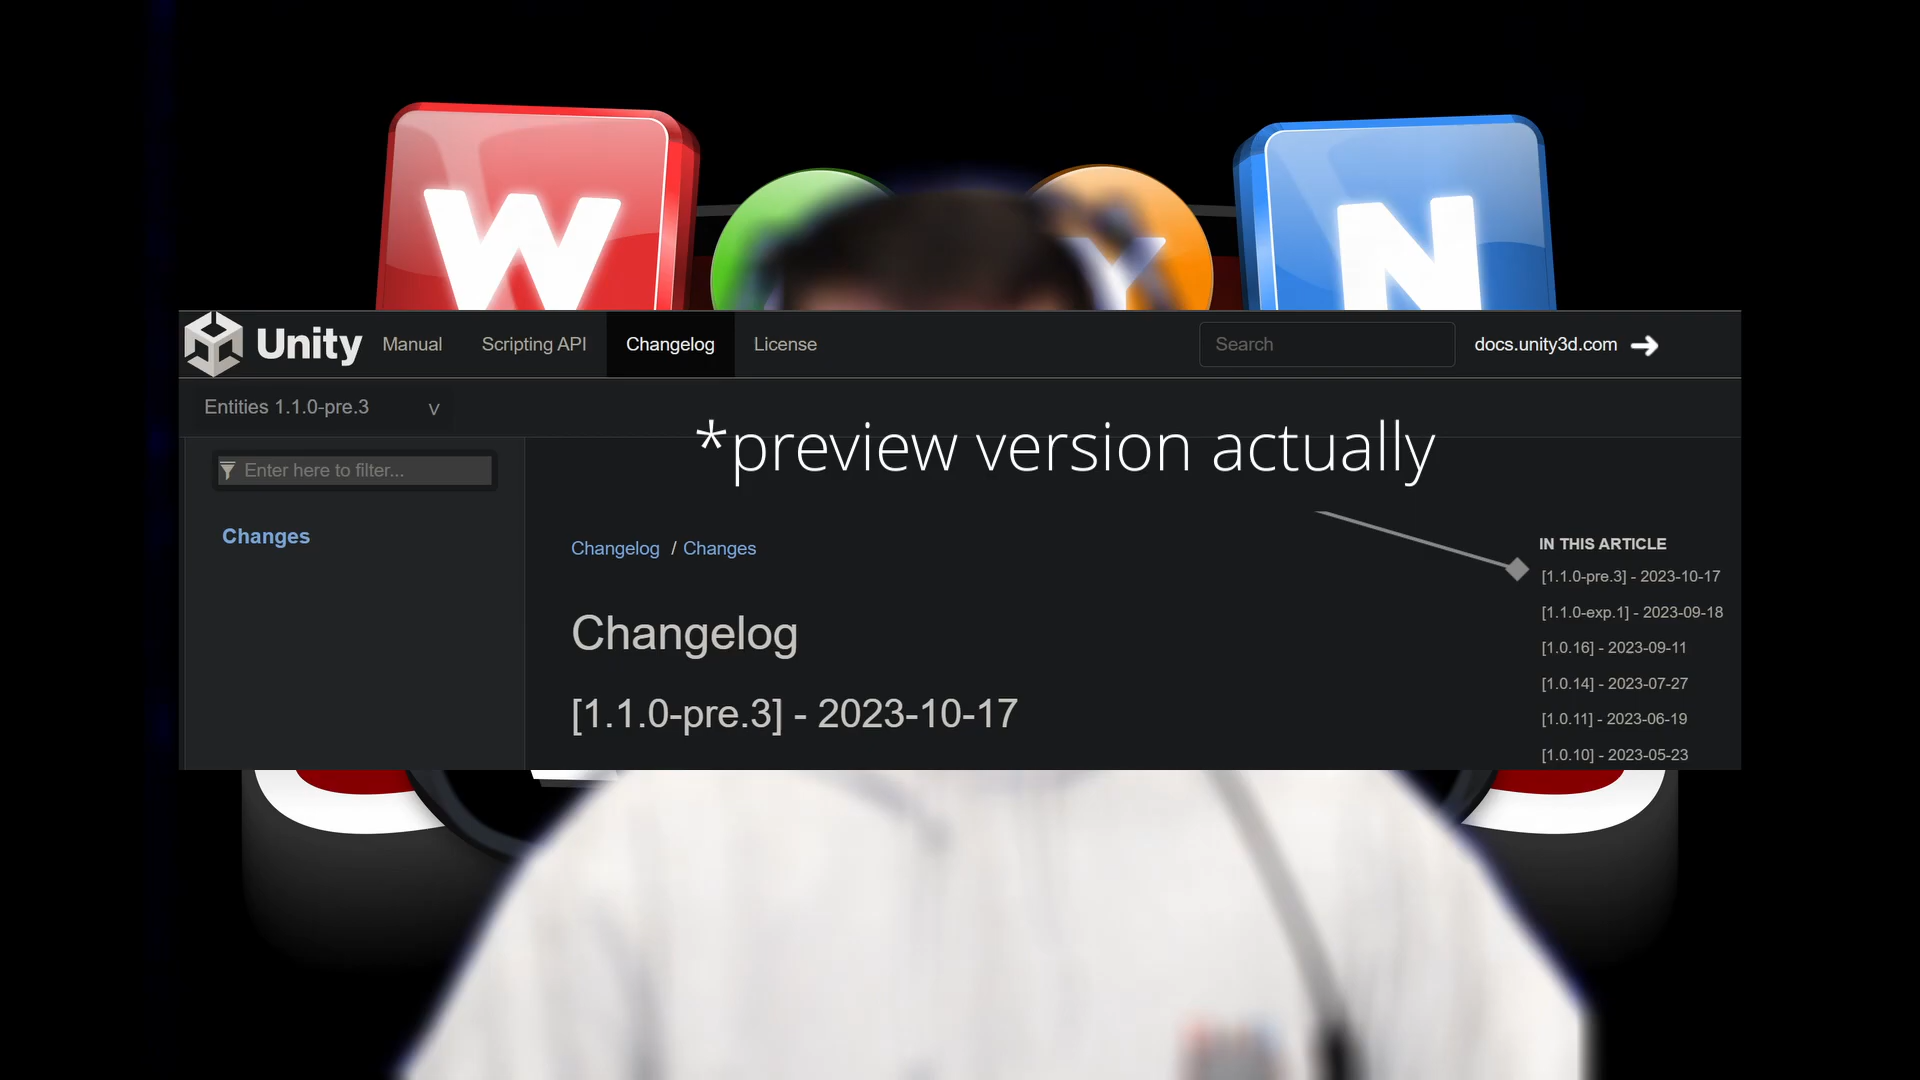 W
Y
N
Unity
Manual
Scripting API
Changelog
License
Search
docs.unity3d.com
Entities 1.1.0-pre.3
*preview version actually
Enter here to filter...
Changes
Changelog / Changes
Changelog
[1.1.0-pre.3] - 2023-10-17
IN THIS ARTICLE
[1.1.0-pre.3] - 2023-10-17
[1.1.0-exp.1] - 2023-09-18
[1.0.16] - 2023-09-11
[1.0.14] - 2023-07-27
[1.0.11] - 2023-06-19
[1.0.10] - 2023-05-23